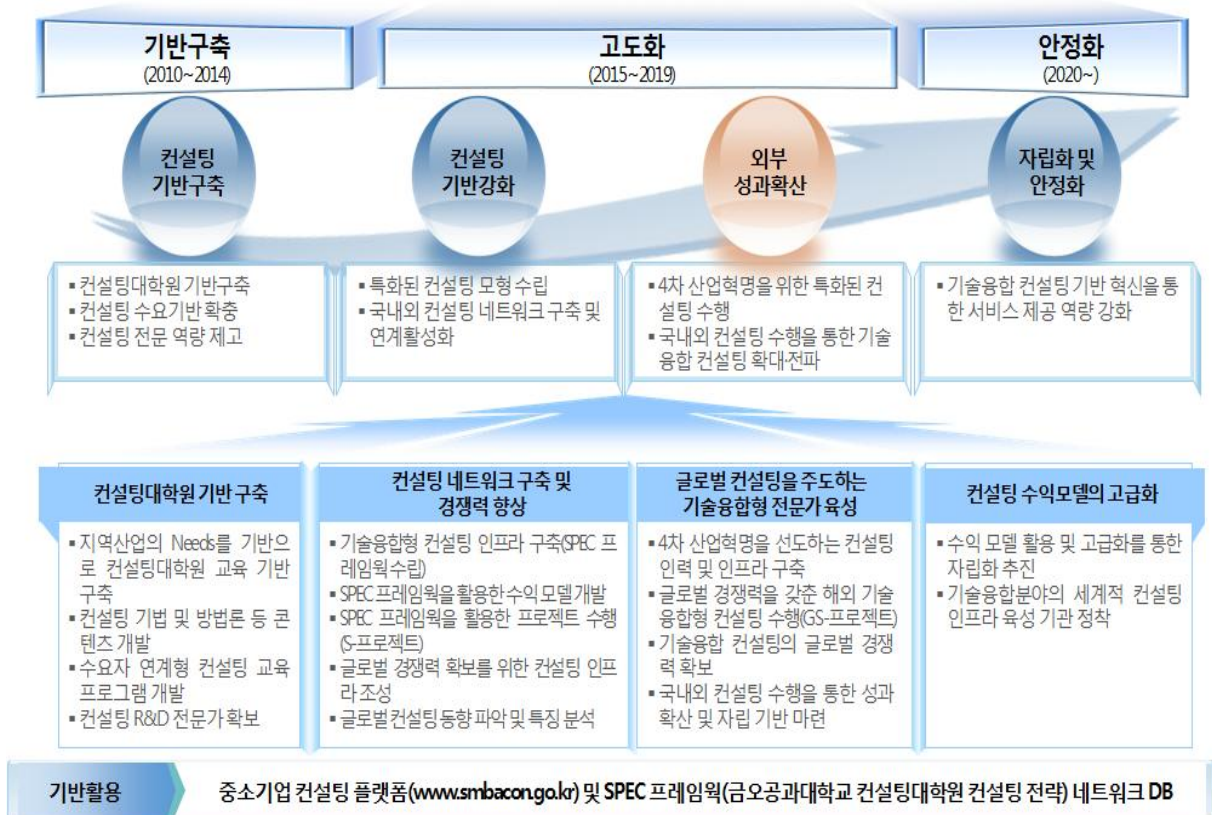 기반구축
(2010~2014)
고도화
(2015~2019)
안정화
(2020~)
컨설팅
기반구축
컨설팅
기반강화
외부
성과확산
자립화 및
안정화
▪ 컨설팅대학원 기반구축
▪ 컨설팅 수요기반 확충
▪ 컨설팅 전문 역량 제고
▪ 특화된 컨설팅 모형 수립
▪ 국내외 컨설팅 네트워크 구축 및
연계활성화
▪ 4차 산업혁명을 위한 특화된 컨
설팅 수행
▪ 국내외 컨설팅 수행을 통한 기술
융합 컨설팅 확대·전파
▪ 기술융합 컨설팅 기반 혁신을 통
한 서비스 제공 역량 강화
컨설팅대학원 기반 구축
▪ 지역산업의 Needs를 기반으
로 컨설팅대학원 교육 기반
구축
▪ 컨설팅 기법 및 방법론 등 콘
텐츠 개발
▪ 수요자 연계형 컨설팅 교육
프로그램 개발
▪ 컨설팅 R&D 전문가 확보
컨설팅 네트워크 구축 및
경쟁력 향상
▪ 기술융합형 컨설팅 인프라 구축(SPEC 프
레임웍 수립)
▪ SPEC 프레임웍을 활용한 수익 모델 개발
▪ SPEC 프레임웍을 활용한 프로젝트 수행
(S-프로젝트)
▪ 글로벌 경쟁력 확보를 위한 컨설팅 인프
라 조성
▪ 글로벌 컨설팅 동향 파악 및 특징 분석
글로벌 컨설팅을 주도하는
기술융합형 전문가 육성
▪ 4차 산업혁명을 선도하는 컨설팅
인력 및 인프라 구축
▪ 글로벌 경쟁력을 갖춘 해외 기술
융합형 컨설팅 수행(GS-프로젝트)
▪ 기술융합 컨설팅의 글로벌 경쟁
력 확보
▪ 국내외 컨설팅 수행을 통한 성과
확산 및 자립 기반 마련
컨설팅 수익모델의 고급화
▪ 수익 모델 활용 및 고급화를 통한
자립화 추진
▪ 기술융합분야의 세계적 컨설팅
인프라 육성 기관 정착
기반활용
중소기업 컨설팅 플랫폼(www.smbacon.go.kr) 및 SPEC 프레임웍(금오공과대학교 컨설팅대학원 컨설팅 전략) 네트워크 DB